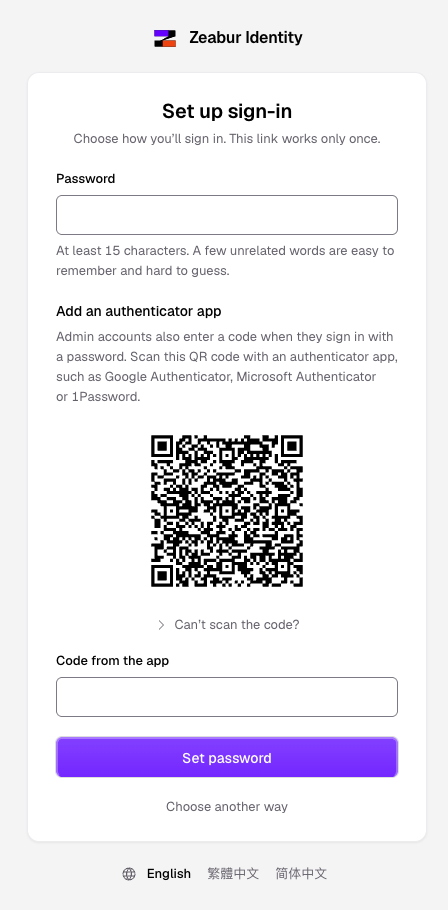 Zeabur Identity
Set up sign-in
Choose how you’ll sign in. This link works only once.
Password
At least 15 characters. A few unrelated words are easy to
remember and hard to guess.
Add an authenticator app
Admin accounts also enter a code when they sign in with
a password. Scan this QR code with an authenticator app,
such as Google Authenticator, Microsoft Authenticator
or 1Password.
Can’t scan the code?
Code from the app
Set password
Choose another way
English 繁體中文 简体中文